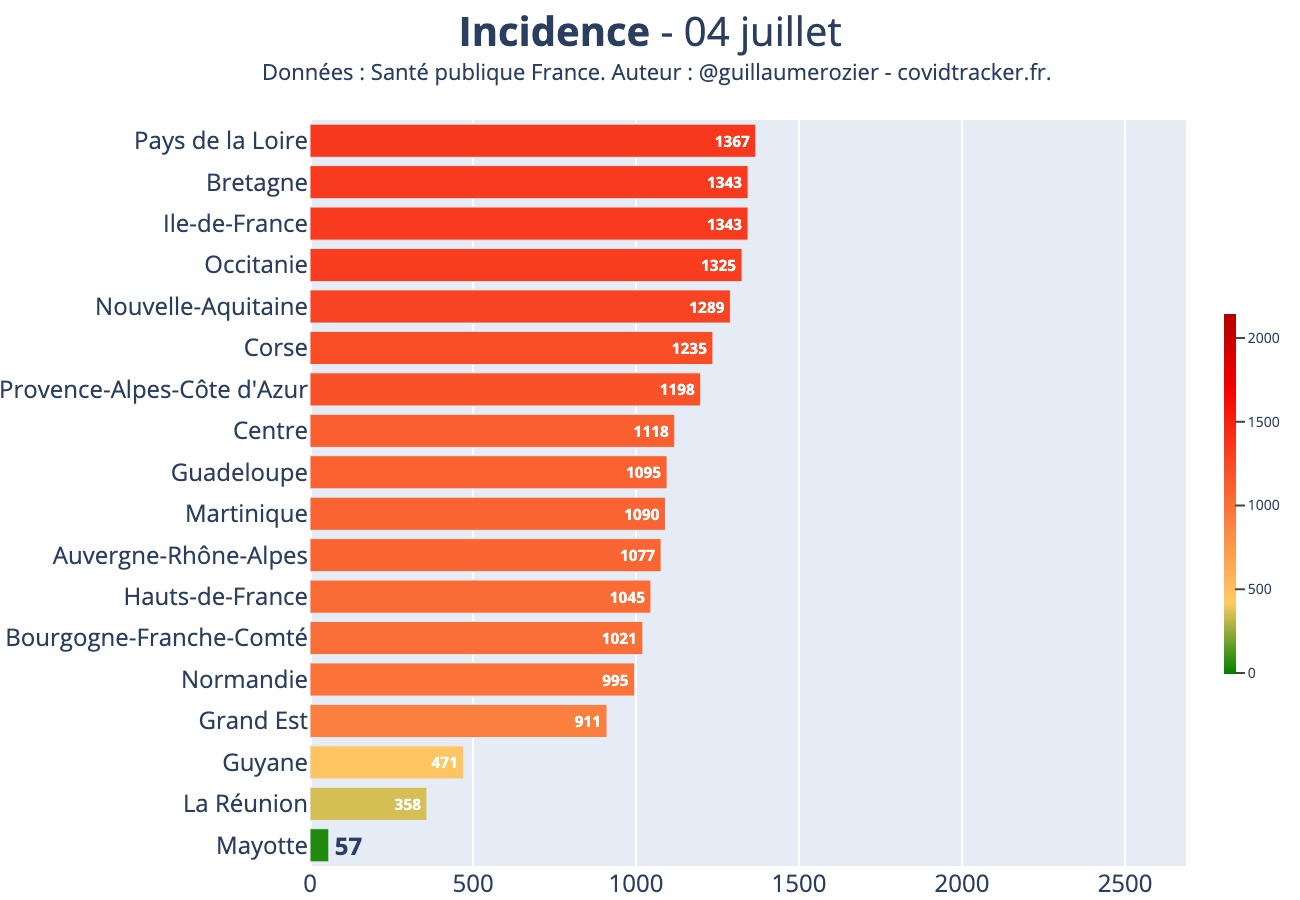 Incidence - 04 juillet
Données : Santé publique France. Auteur : @guillaumerozier - covidtracker.fr.
Pays de la Loire 1367
Bretagne 1343
Ile-de-France 1343
Occitanie 1325
Nouvelle-Aquitaine 1289
Corse 1235
Provence-Alpes-Côte d'Azur 1198
Centre 1118
Guadeloupe 1095
Martinique 1090
Auvergne-Rhône-Alpes 1077
Hauts-de-France 1045
Bourgogne-Franche-Comté 1021
Normandie 995
Grand Est 911
Guyane 471
La Réunion 358
Mayotte 57
0 500 1000 1500 2000 2500
2000
1500
1000
500
0